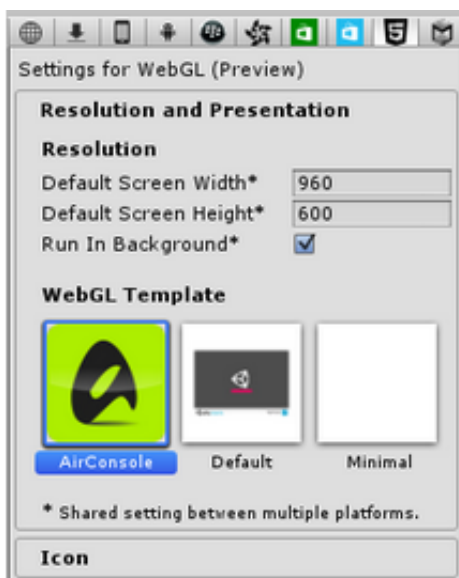 Settings for WebGL (Preview)
Resolution and Presentation
Resolution
Default Screen Width* 960
Default Screen Height* 600
Run In Background*
WebGL Template
AirConsole Default Minimal
* Shared setting between multiple platforms.
Icon